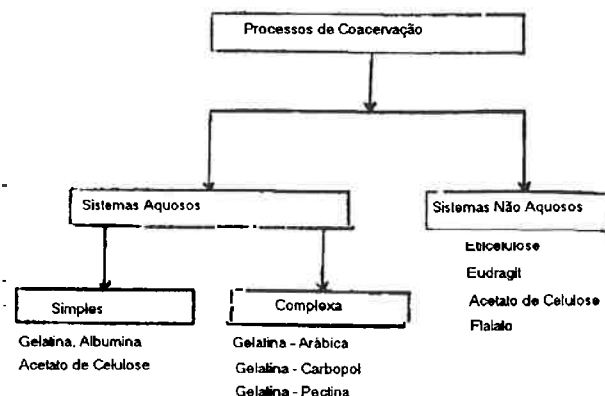 Processos de Coacervação
Sistemas Aquosos
Sistemas Não Aquosos
Etilcelulose
Eudragit
Acetato de Celulose
Ftalato
Simples
Gelatina, Albumina
Acetato de Celulose
Complexa
Gelatina - Arábica
Gelatina - Carbopol
Gelatina - Pectina